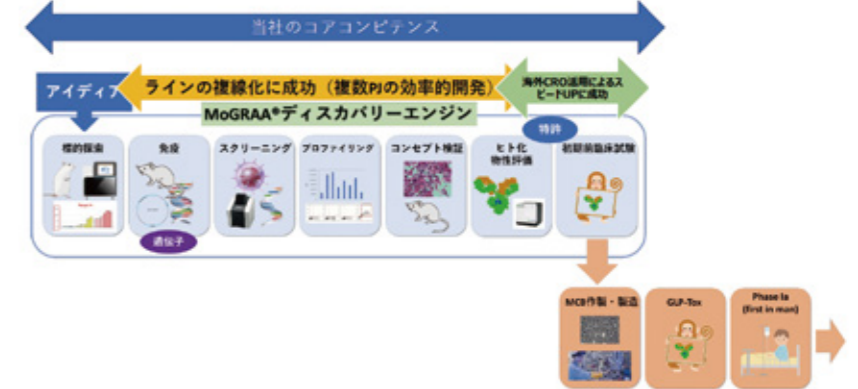 当社のコアコンピテンス
アイディア
ラインの複線化に成功（複数PJの効率的開発）
海外CRO活用によるス
ピードUPに成功
MoGRAA®ディスカバリーエンジン
特許
標的探索
免疫
スクリーニング
プロファイリング
コンセプト検証
ヒト化
物性評価
初期前臨床試験
遺伝子
MCB作製・製造
GLP-Tox
Phase Ia
(first in man)